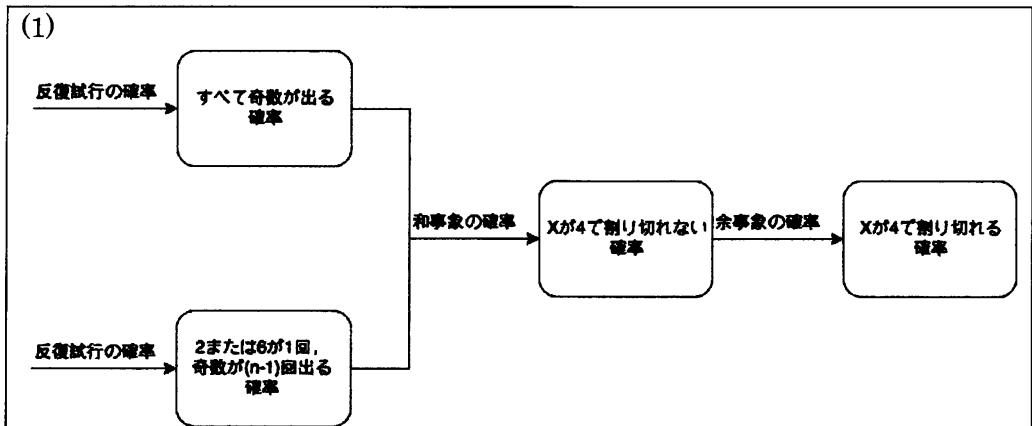 (1)
反復試行の確率
すべて奇数が出る
確率
和事象の確率
Xが4で割り切れない
確率
余事象の確率
Xが4で割り切れる
確率
反復試行の確率
2または6が1回，
奇数が(n-1)回出る
確率